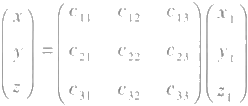 x = c₁₁ c₁₂ c₁₃ x₁
y = c₂₁ c₂₂ c₂₃ y₁
z = c₃₁ c₃₂ c₃₃ z₁